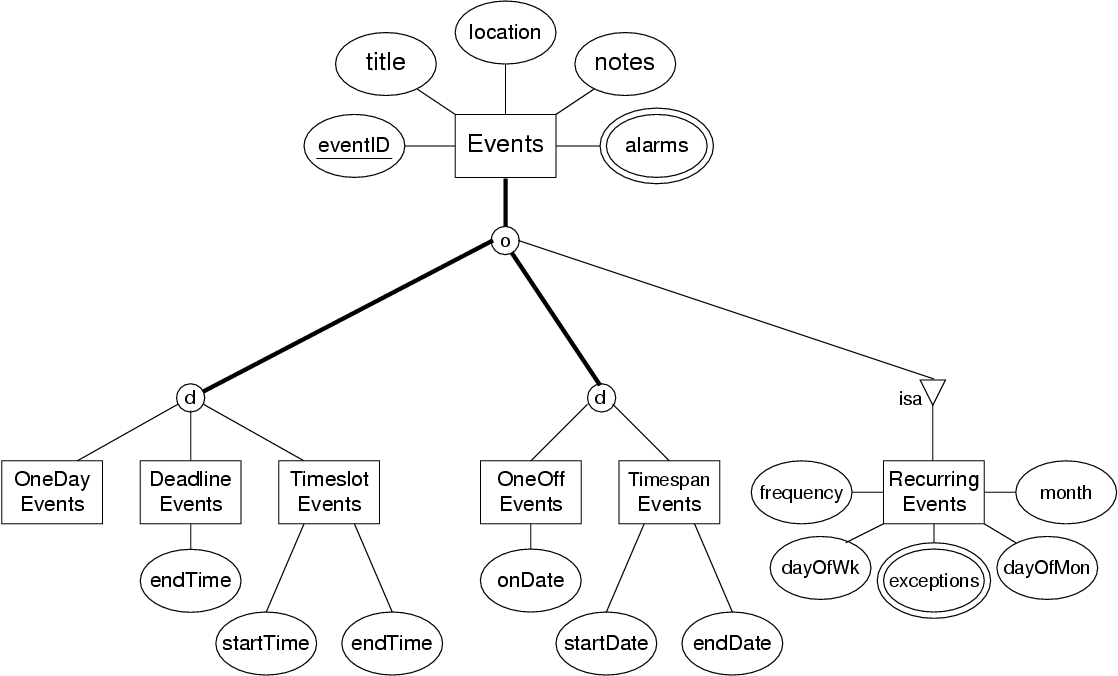 location
title
notes
eventID
Events
alarms
o
d
d
isa
OneDay
Events
Deadline
Events
Timeslot
Events
OneOff
Events
Timespan
Events
Recurring
Events
frequency
month
endTime
onDate
dayOfWk
exceptions
dayOfMon
startTime
endTime
startDate
endDate